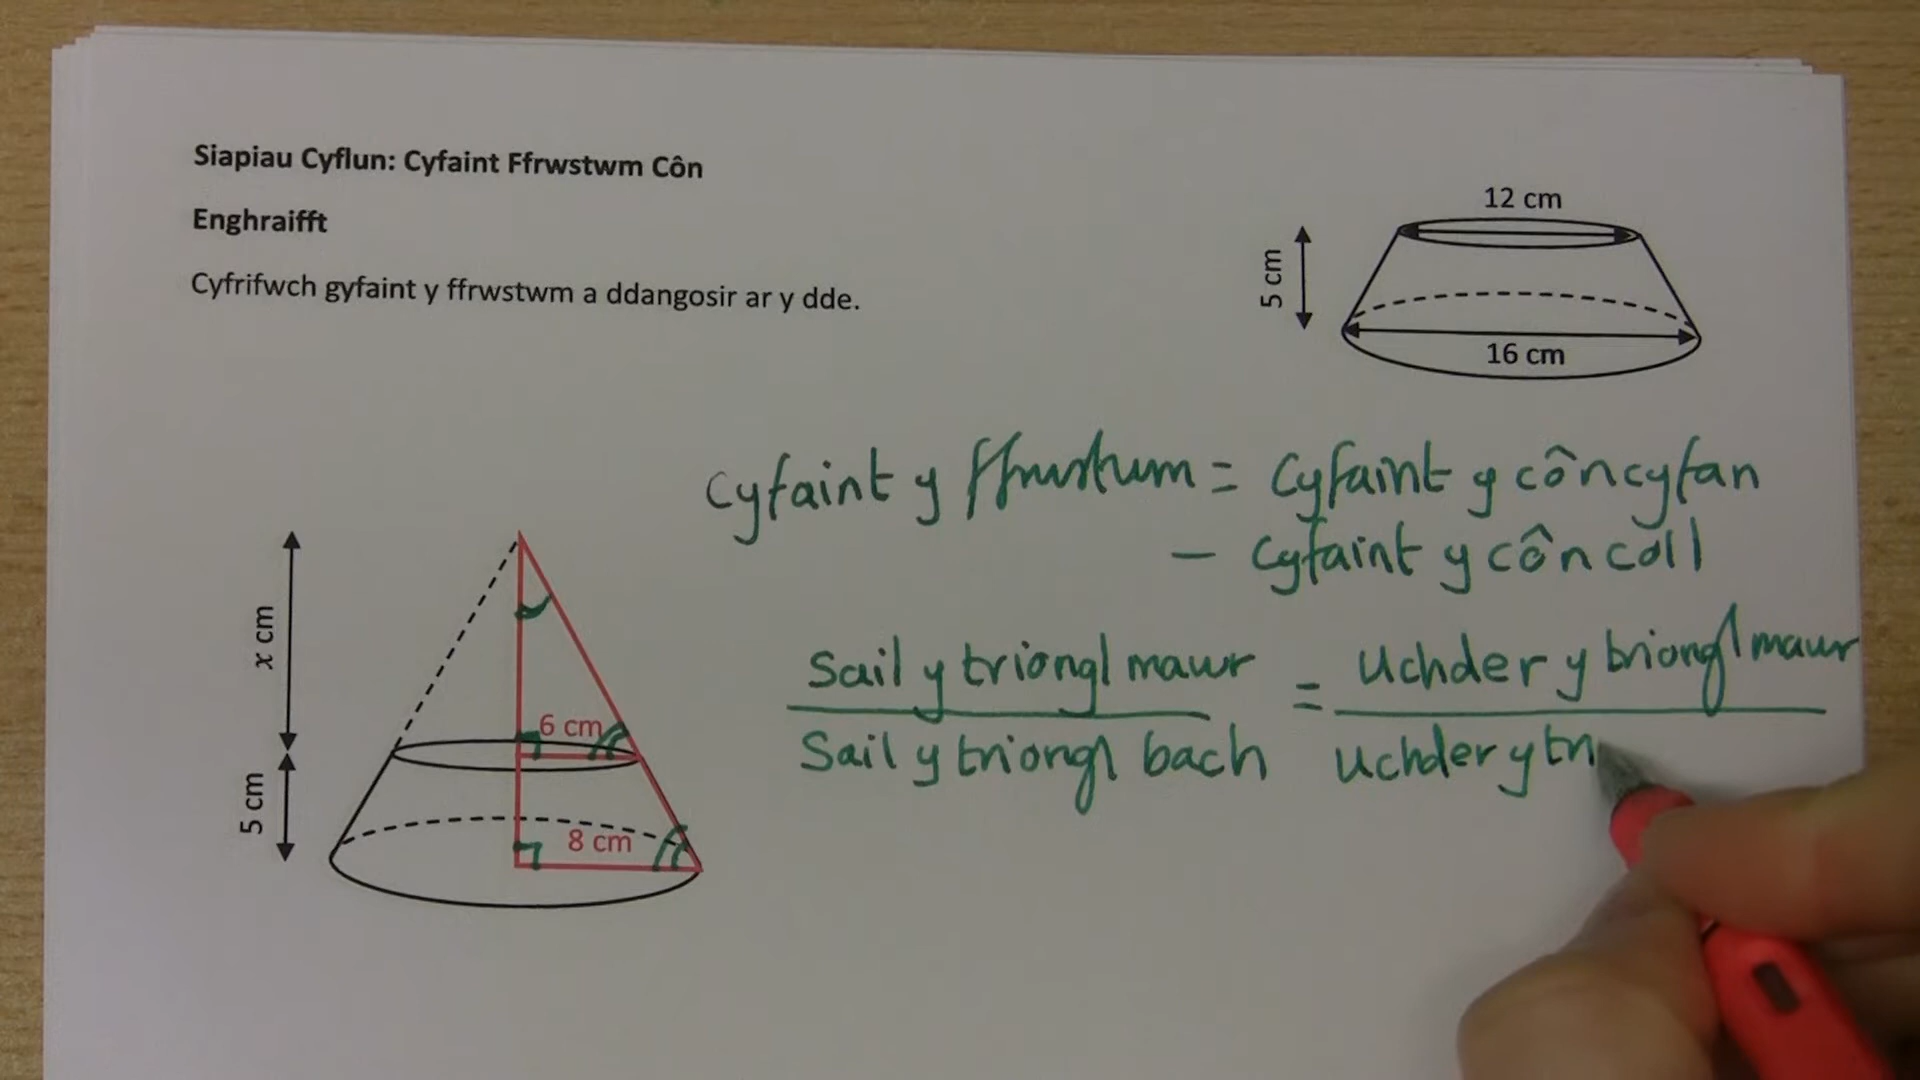 Siapiau Cyflun: Cyfaint Ffrwstwm Côn
Enghraifft
Cyfrifwch gyfaint y ffrwstwm a ddangosir ar y dde.
12 cm
5 cm
16 cm
Cyfaint y ffrwstwm = Cyfaint y côn cyfan
− Cyfaint y côn coll
Sail y triongl mawr = Uchder y triongl mawr
Sail y triongl bach Uchder y tri
x cm
6 cm
5 cm
8 cm